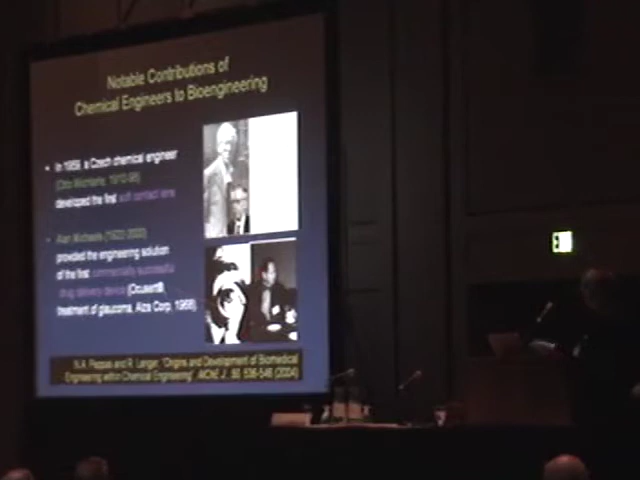 Notable Contributions of
Chemical Engineers to Bioengineering
• In 1959, a Czech chemical engineer
(Otto Wichterle, 1913-98)
developed the first soft contact lens
• Alan Michaels (1922-2000)
provided the engineering solution
of the first commercially successful
drug delivery device (Ocusert®
treatment of glaucoma, Alza Corp, 1968)
N.A. Peppas and R. Langer, "Origins and Development of Biomedical
Engineering within Chemical Engineering", AIChE J., 50, 536-546 (2004)